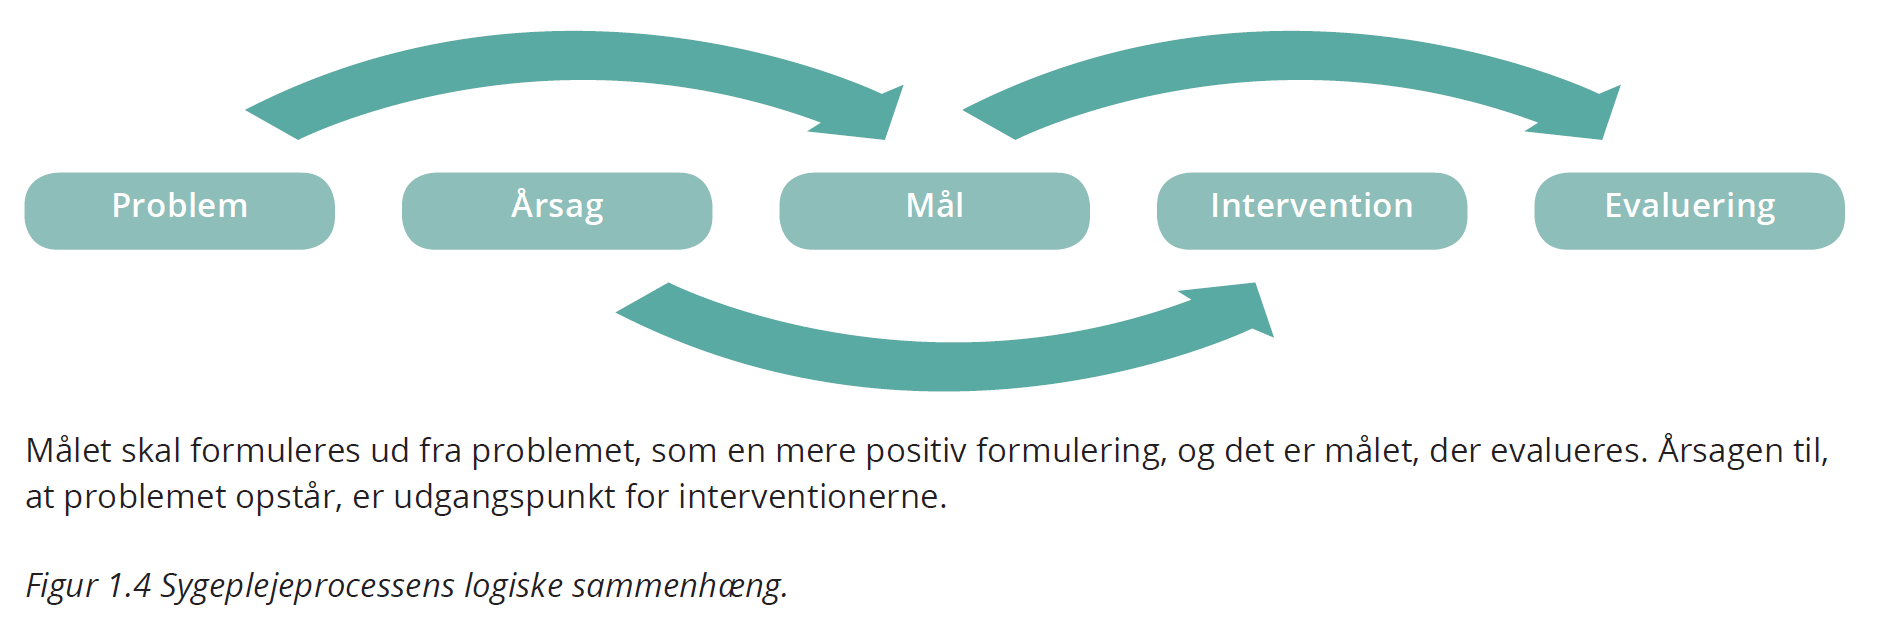 Problem
Årsag
Mål
Intervention
Evaluering
Målet skal formuleres ud fra problemet, som en mere positiv formulering, og det er målet, der evalueres. Årsagen til,
at problemet opstår, er udgangspunkt for interventionerne.
Figur 1.4 Sygeplejeprocessens logiske sammenhæng.